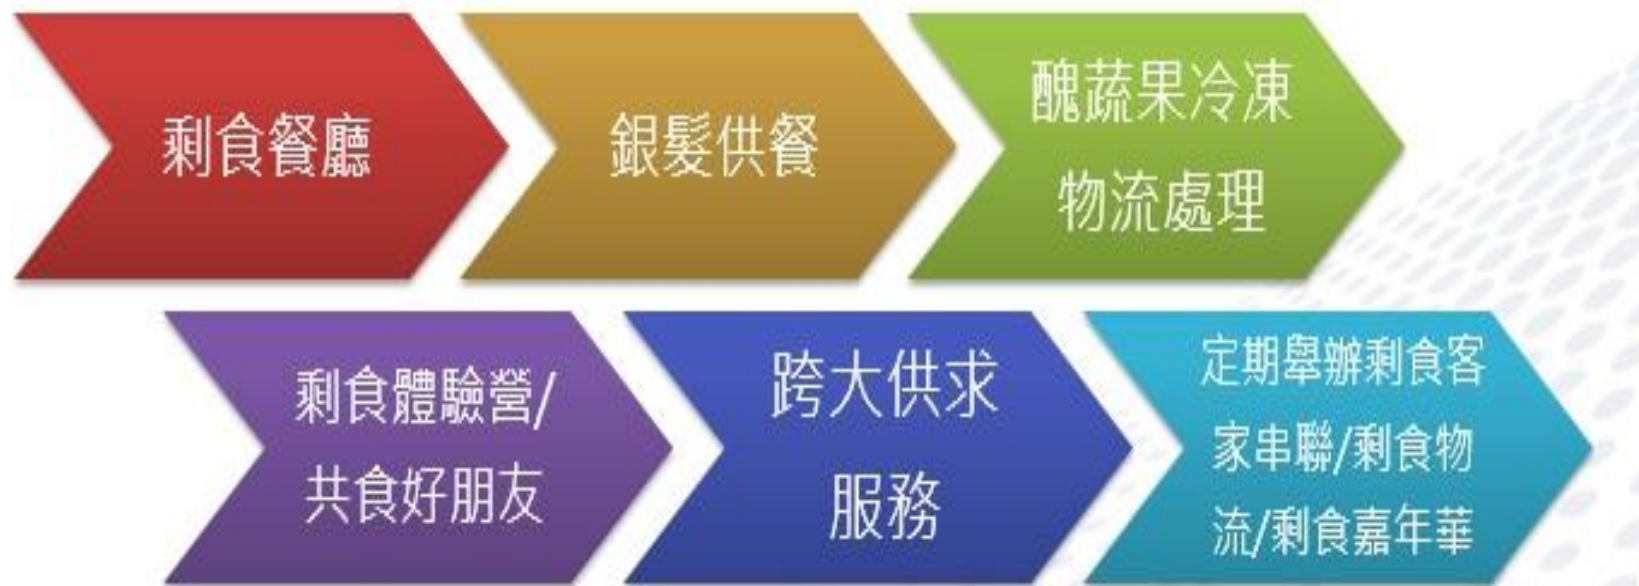 剩食餐廳
銀髮供餐
醜蔬果冷凍
物流處理
剩食體驗營/
共食好朋友
跨大供求
服務
定期舉辦剩食客
家串聯/剩食物
流/剩食嘉年華